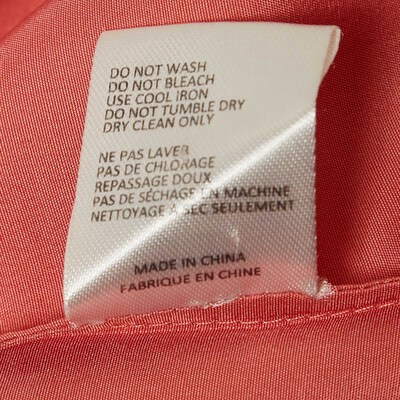 DO NOT WASH
DO NOT BLEACH
USE COOL IRON
DO NOT TUMBLE DRY
DRY CLEAN ONLY
NE PAS LAVER
PAS DE CHLORAGE
REPASSAGE DOUX
PAS DE SÉCHAGE EN MACHINE
NETTOYAGE A SEC SEULEMENT
MADE IN CHINA
FABRIQUE EN CHINE